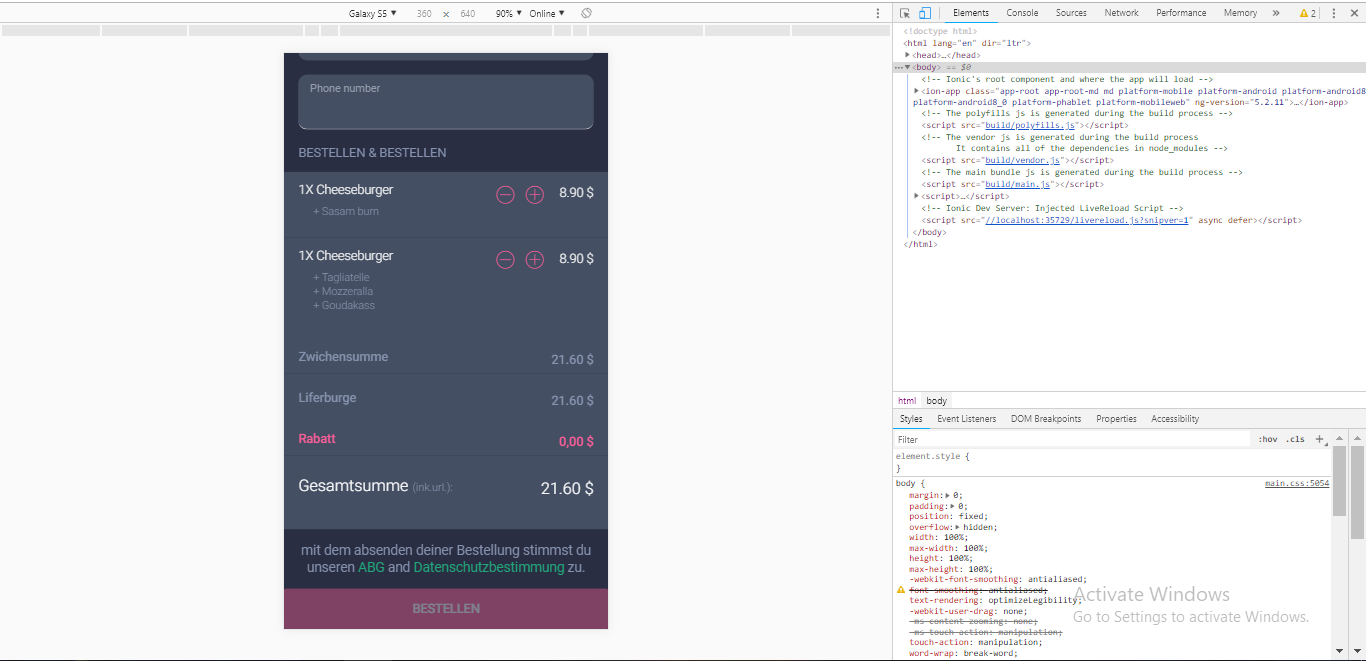 Galaxy S5 ▼ 360 × 640 90% ▼ Online ▼
Phone number
BESTELLEN & BESTELLEN
1X Cheeseburger 8.90 $
+ Sasam burn
1X Cheeseburger 8.90 $
+ Tagliatelle
+ Mozzeralla
+ Goudakass
Zwichensumme 21.60 $
Liferburge 21.60 $
Rabatt 0,00 $
Gesamtsumme (ink.url.): 21.60 $
mit dem absenden deiner Bestellung stimmst du
unseren ABG and Datenschutzbestimmung zu.
BESTELLEN
Elements Console Sources Network Performance Memory » 2
<!doctype html>
<html lang="en" dir="ltr">
<head>…</head>
<body> == $0
<!-- Ionic's root component and where the app will load -->
<ion-app class="app-root app-root-md md platform-mobile platform-android platform-android8
platform-android8_0 platform-phablet platform-mobileweb" ng-version="5.2.11">…</ion-app>
<!-- The polyfills js is generated during the build process -->
<script src="build/polyfills.js"></script>
<!-- The vendor js is generated during the build process
It contains all of the dependencies in node_modules -->
<script src="build/vendor.js"></script>
<!-- The main bundle js is generated during the build process -->
<script src="build/main.js"></script>
<script>…</script>
<!-- Ionic Dev Server: Injected LiveReload Script -->
<script src="//localhost:35729/livereload.js?snipver=1" async defer></script>
</body>
</html>
html body
Styles Event Listeners DOM Breakpoints Properties Accessibility
Filter :hov .cls +
element.style {
}
body { main.css:5054
margin: 0;
padding: 0;
position: fixed;
overflow: hidden;
width: 100%;
max-width: 100%;
height: 100%;
max-height: 100%;
-webkit-font-smoothing: antialiased;
font-smoothing: antialiased;
text-rendering: optimizeLegibility;
-webkit-user-drag: none;
-ms-content-zooming: none;
-ms-touch-action: manipulation;
touch-action: manipulation;
word-wrap: break-word;
Activate Windows
Go to Settings to activate Windows.